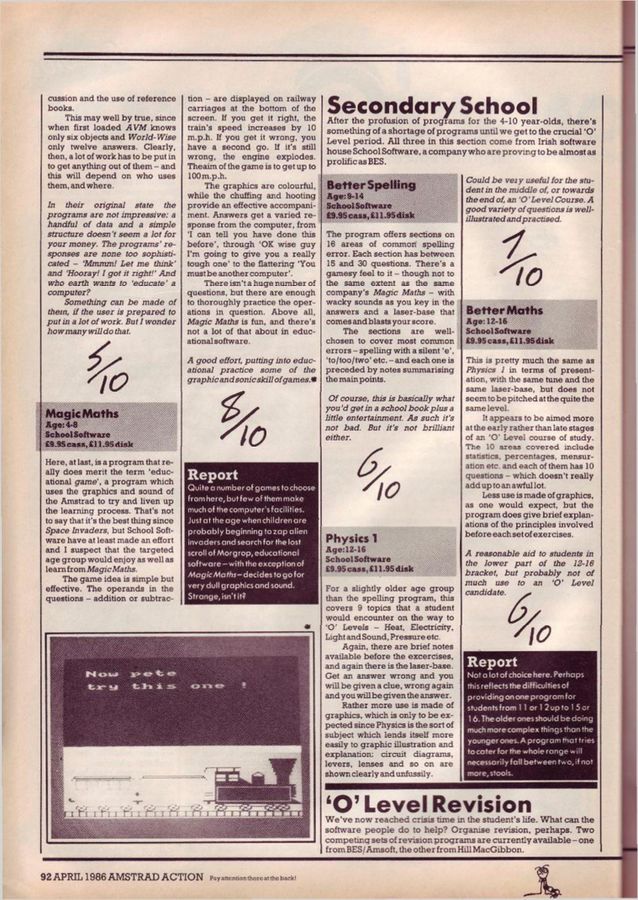 cussion and the use of reference
books.
This may well by true, since
when first loaded AVM knows
only six objects and World-Wise
only twelve answers. Clearly,
then, a lot of work has to be put in
to get anything out of them – and
this will depend on who uses
them, and where.
In their original state the
programs are not impressive: a
handful of data and a simple
structure doesn't seem a lot for
your money. The programs' re-
sponses are none too sophisti-
cated – 'Mmmm! Let me think'
and 'Hooray! I got it right!' And
who earth wants to 'educate' a
computer?
Something can be made of
them, if the user is prepared to
put in a lot of work. But I wonder
how many will do that.
5/10
Magic Maths
Age: 4-8
School Software
£9.95 cass, £11.95 disk
Here, at last, is a program that re-
ally does merit the term 'educ-
ational game', a program which
uses the graphics and sound of
the Amstrad to try and liven up
the learning process. That's not
to say that it's the best thing since
Space Invaders, but School Soft-
ware have at least made an effort
and I suspect that the targeted
age group would enjoy as well as
learn from Magic Maths.
The game idea is simple but
effective. The operands in the
questions – addition or subtrac-
tion – are displayed on railway
carriages at the bottom of the
screen. If you get it right, the
train's speed increases by 10
m.p.h. If you get it wrong, you
have a second go. If it's still
wrong, the engine explodes.
The aim of the game is to get up to
100 m.p.h.
The graphics are colourful,
while the chuffing and hooting
provide an effective accompani-
ment. Answers get a varied re-
sponse from the computer, from
'I can tell you have done this
before', through 'OK wise guy
I'm going to give you a really
tough one' to the flattering 'You
must be another computer'.
There isn't a huge number of
questions, but there are enough
to thoroughly practice the oper-
ations in question. Above all,
Magic Maths is fun, and there's
not a lot of that about in educ-
ational software.
A good effort, putting into educ-
ational practice some of the
graphic and sonic skill of games.
8/10
Report
Quite a number of games to choose
from here, but few of them make
much of the computer's facilities.
Just at the age when children are
probably beginning to zap alien
invaders and search for the lost
scroll of Morgrop, educational
software – with the exception of
Magic Maths – decides to go for
very dull graphics and sound.
Strange, isn't it?
Now pete
try this one !
Secondary School
After the profusion of programs for the 4-10 year-olds, there's
something of a shortage of programs until we get to the crucial 'O'
Level period. All three in this section come from Irish software
house School Software, a company who are proving to be almost as
prolific as BES.
Better Spelling
Age: 9-14
School Software
£9.95 cass, £11.95 disk
The program offers sections on
16 areas of common spelling
error. Each section has between
15 and 30 questions. There's a
gamesy feel to it – though not to
the same extent as the same
company's Magic Maths – with
wacky sounds as you key in the
answers and a laser-base that
comes and blasts your score.
The sections are well-
chosen to cover most common
errors – spelling with a silent 'e',
'to/too/two' etc. – and each one is
preceded by notes summarising
the main points.
Of course, this is basically what
you'd get in a school book plus a
little entertainment. As such it's
not bad. But it's not brilliant
either.
6/10
Physics 1
Age: 12-16
School Software
£9.95 cass, £11.95 disk
For a slightly older age group
than the spelling program, this
covers 9 topics that a student
would encounter on the way to
'O' Levels – Heat, Electricity,
Light and Sound, Pressure etc.
Again, there are brief notes
available before the excercises,
and again there is the laser-base.
Get an answer wrong and you
will be given a clue, wrong again
and you will be given the answer.
Rather more use is made of
graphics, which is only to be ex-
pected since Physics is the sort of
subject which lends itself more
easily to graphic illustration and
explanation: circuit diagrams,
levers, lenses and so on are
shown clearly and unfussily.
Could be very useful for the stu-
dent in the middle of, or towards
the end of, an 'O' Level Course. A
good variety of questions is well-
illustrated and practised.
7/10
Better Maths
Age: 12-16
School Software
£9.95 cass, £11.95 disk
This is pretty much the same as
Physics 1 in terms of present-
ation, with the same tune and the
same laser-base, but does not
seem to be pitched at the quite the
same level.
It appears to be aimed more
at the early rather than late stages
of an 'O' Level course of study.
The 10 areas covered include
statistics, percentages, mensur-
ation etc. and each of them has 10
questions – which doesn't really
add up to an awful lot.
Less use is made of graphics,
as one would expect, but the
program does give brief explan-
ations of the principles involved
before each set of exercises.
A reasonable aid to students in
the lower part of the 12-16
bracket, but probably not of
much use to an 'O' Level
candidate.
6/10
Report
Not a lot of choice here. Perhaps
this reflects the difficulties of
providing on one program for
students from 11 or 12 up to 15 or
16. The older ones should be doing
much more complex things than the
younger ones. A program that tries
to cater for the whole range will
necessarily fall between two, if not
more, stools.
'O' Level Revision
We've now reached crisis time in the student's life. What can the
software people do to help? Organise revision, perhaps. Two
competing sets of revision programs are currently available – one
from BES/Amsoft, the other from Hill MacGibbon.
92 APRIL 1986 AMSTRAD ACTION Pay attention there at the back!